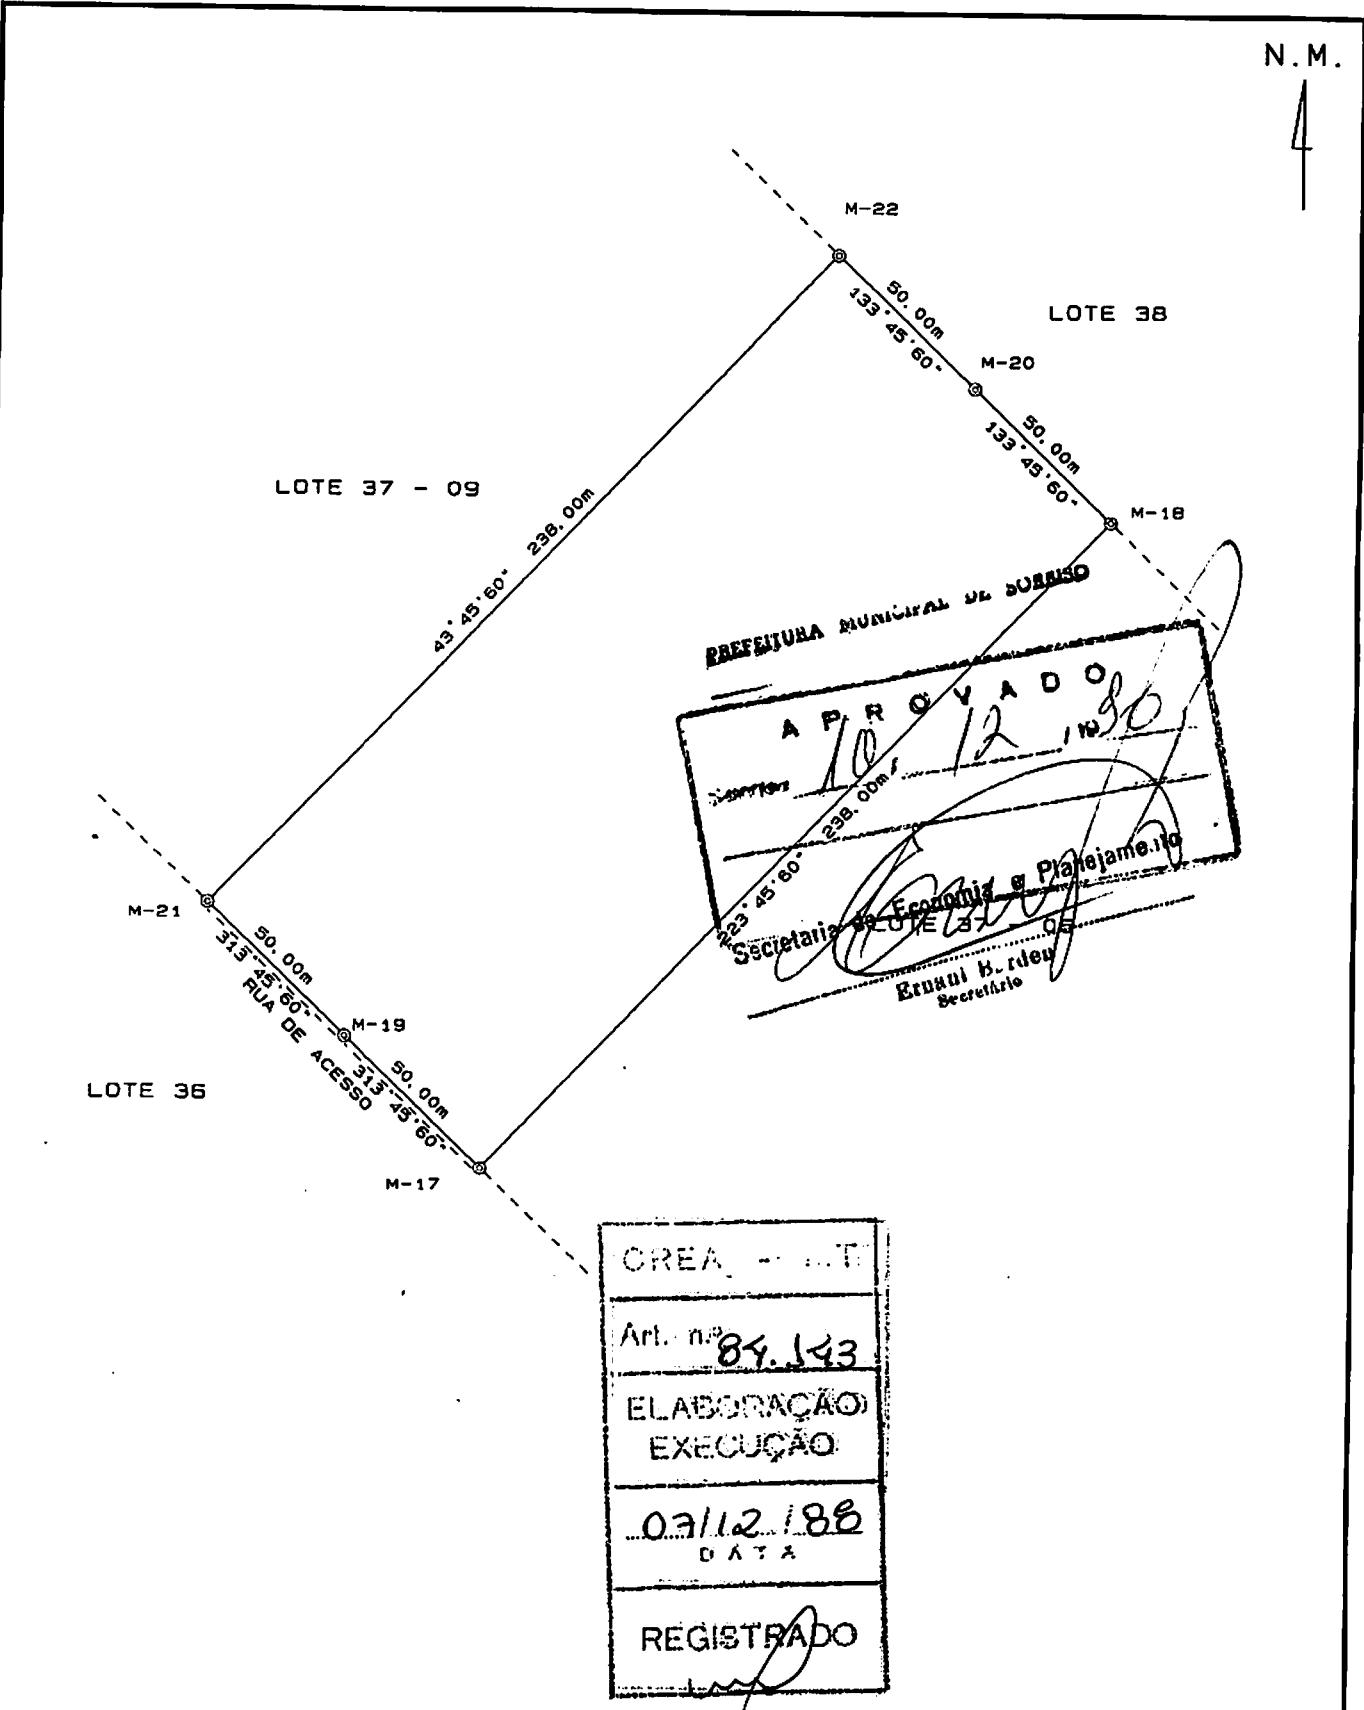 N.M.
M-22
50.00m
133°45'60"
LOTE 38
M-20
50.00m
133°45'60"
M-18
LOTE 37 - 09
43°45'60" 238.00m
PREFEITURA MUNICIPAL DE SORRISO
APROVADO
10 / 12 / 1990
223°45'60" 238.00m
Secretaria de Economia e Planejamento
LOTE 37 - 05
Ernani
Secretário
M-21
50.00m
313°45'60"
RUA DE ACESSO
M-19
50.00m
313°45'60"
LOTE 36
M-17
CREA
Art. n.º 84.143
ELABORAÇÃO
EXECUÇÃO
07/12/88
DATA
REGISTRADO